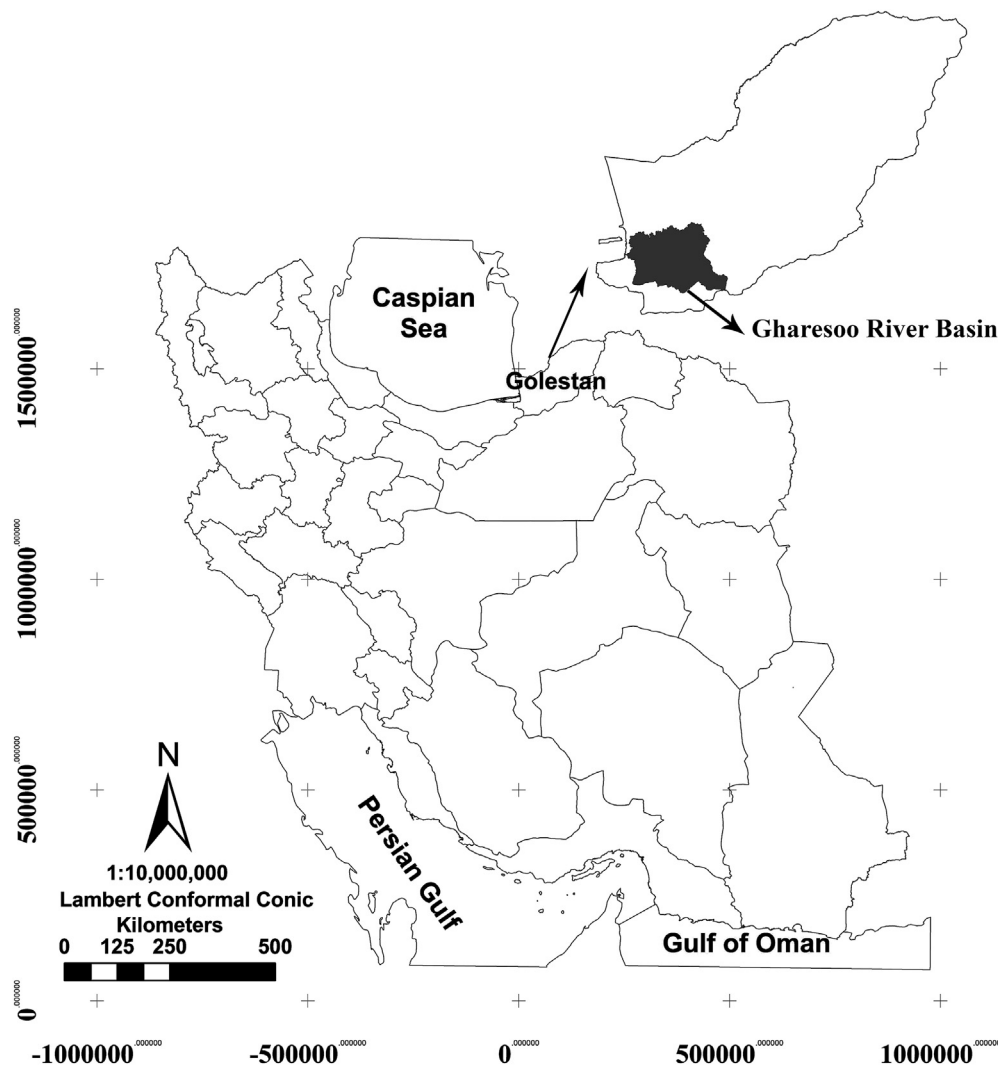 Caspian
Sea
Gharesoo River Basin
Golestan
1500000.000000
1000000.000000
500000.000000
0.000000
N
1:10,000,000
Lambert Conformal Conic
Kilometers
0 125 250 500
Persian Gulf
Gulf of Oman
-1000000.000000 -500000.000000 0.000000 500000.000000 1000000.000000